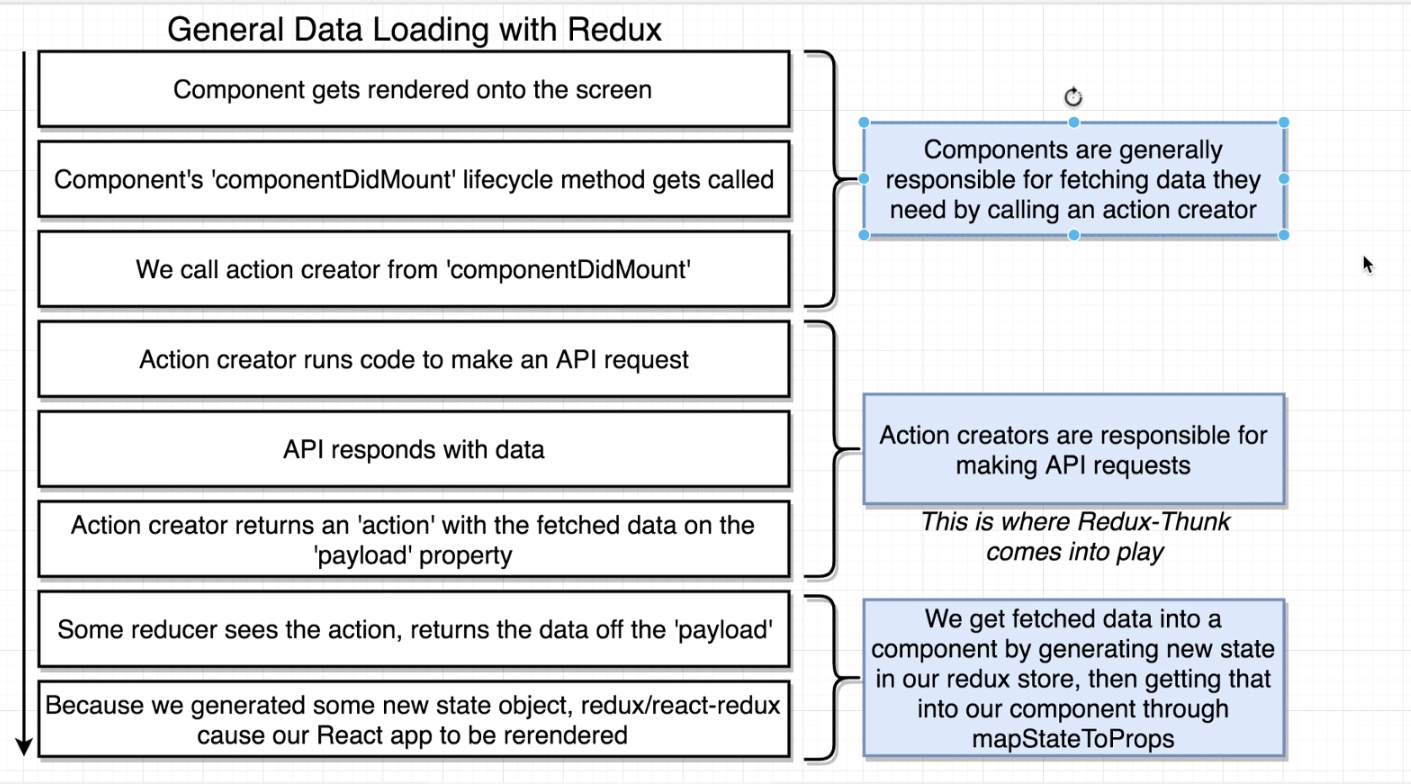 General Data Loading with Redux
Component gets rendered onto the screen
Component's 'componentDidMount' lifecycle method gets called
We call action creator from 'componentDidMount'
Action creator runs code to make an API request
API responds with data
Action creator returns an 'action' with the fetched data on the
'payload' property
Some reducer sees the action, returns the data off the 'payload'
Because we generated some new state object, redux/react-redux
cause our React app to be rerendered
Components are generally
responsible for fetching data they
need by calling an action creator
Action creators are responsible for
making API requests
This is where Redux-Thunk
comes into play
We get fetched data into a
component by generating new state
in our redux store, then getting that
into our component through
mapStateToProps